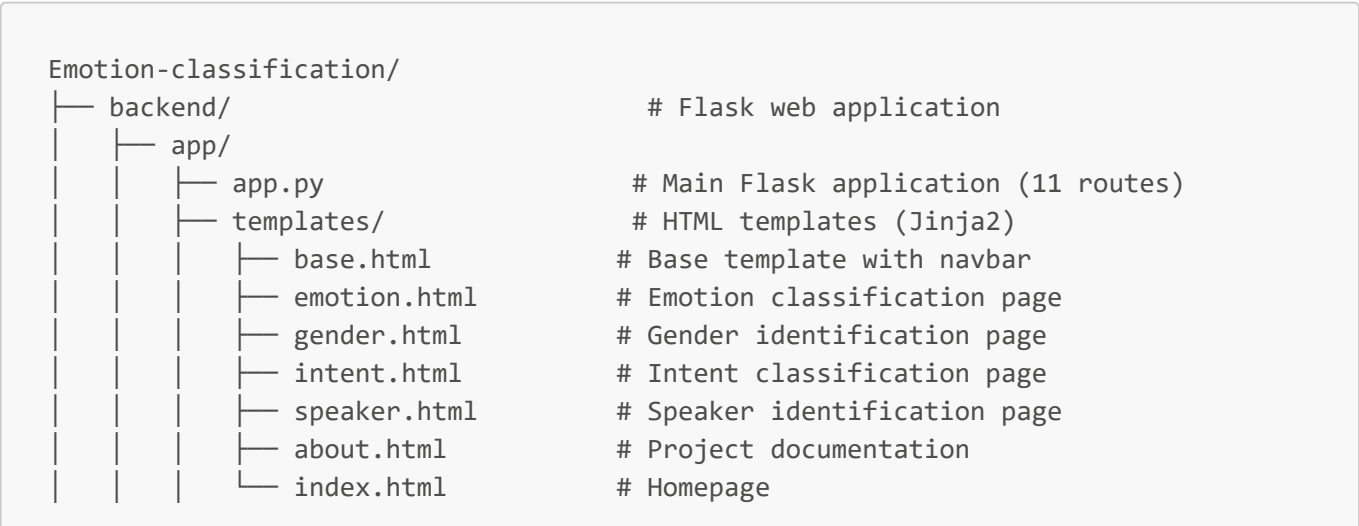 Emotion-classification/
├── backend/ # Flask web application
│ ├── app/
│ │ ├── app.py # Main Flask application (11 routes)
│ │ ├── templates/ # HTML templates (Jinja2)
│ │ │ ├── base.html # Base template with navbar
│ │ │ ├── emotion.html # Emotion classification page
│ │ │ ├── gender.html # Gender identification page
│ │ │ ├── intent.html # Intent classification page
│ │ │ ├── speaker.html # Speaker identification page
│ │ │ ├── about.html # Project documentation
│ │ │ └── index.html # Homepage